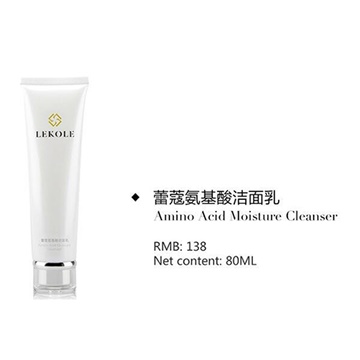 LEKOLE
蕾蔻氨基酸洁面乳
Amino Acid Moisture Cleanser
RMB: 138
Net content: 80ML